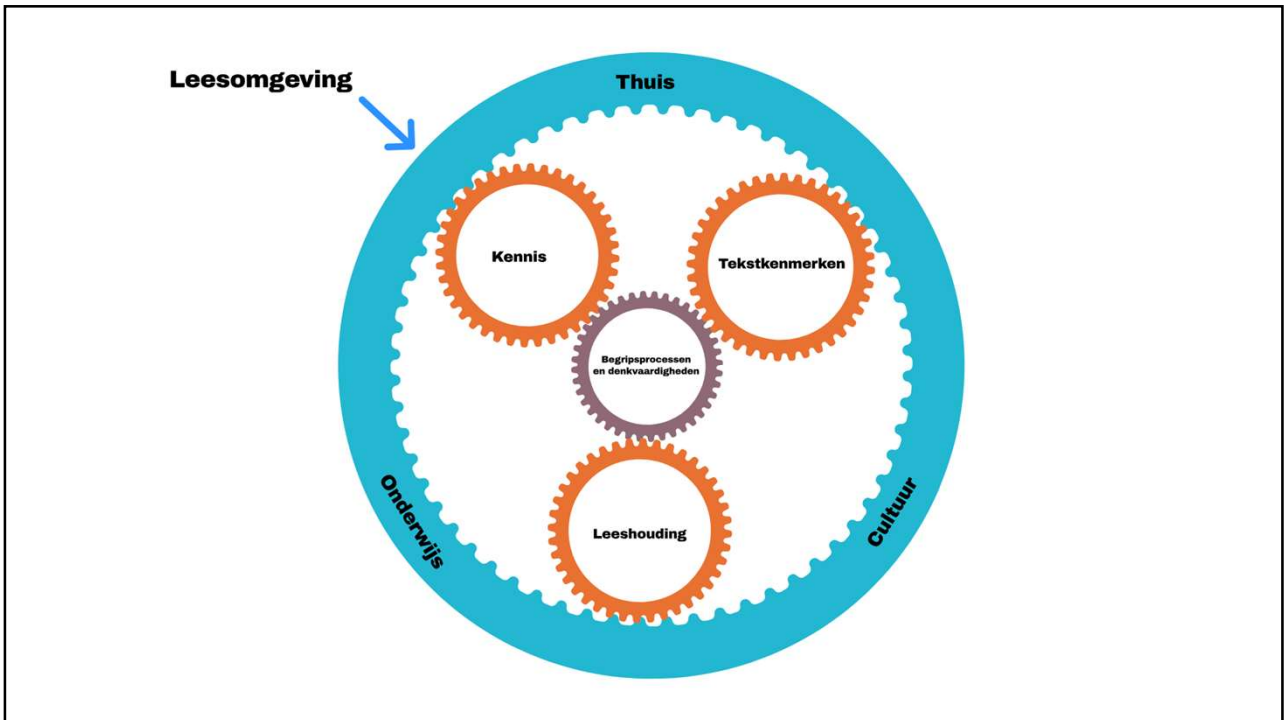 Leesomgeving
Thuis
Kennis
Tekstkenmerken
Begripsprocessen
en denkvaardigheden
Onderwijs
Cultuur
Leeshouding